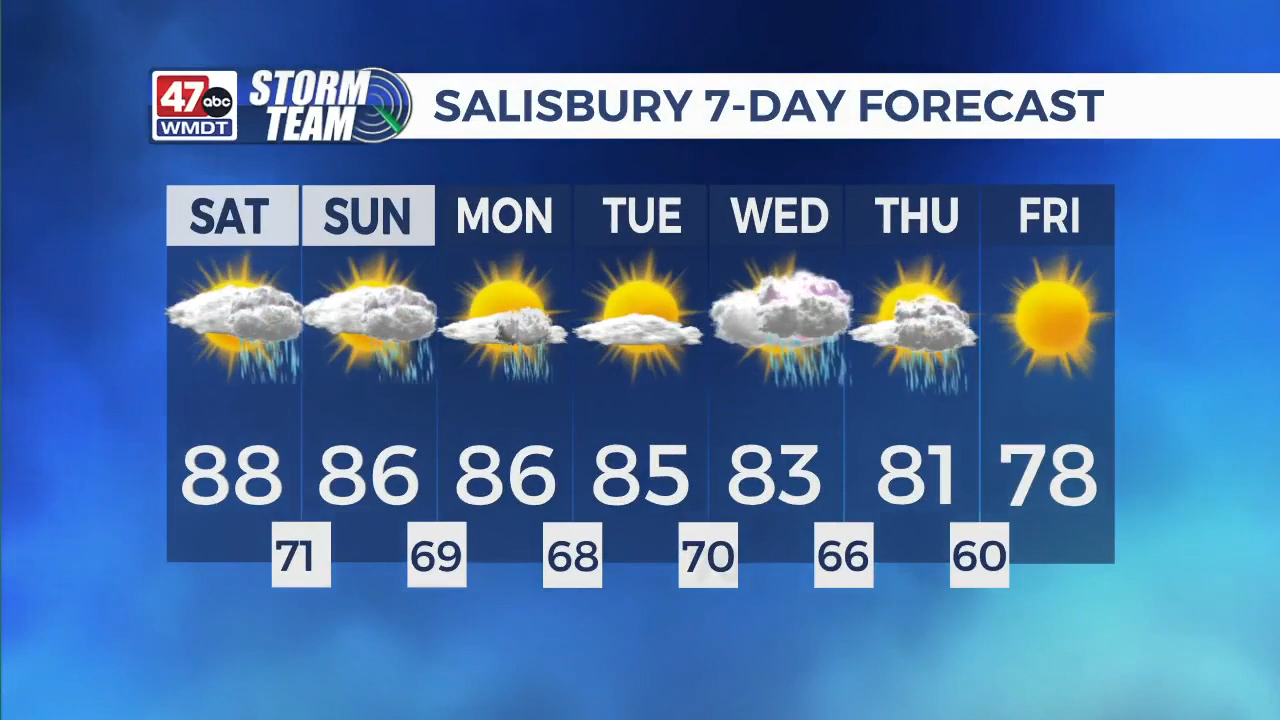 47 abc
WMDT
STORM
TEAM
SALISBURY 7-DAY FORECAST
SAT SUN MON TUE WED THU FRI
88 86 86 85 83 81 78
71 69 68 70 66 60